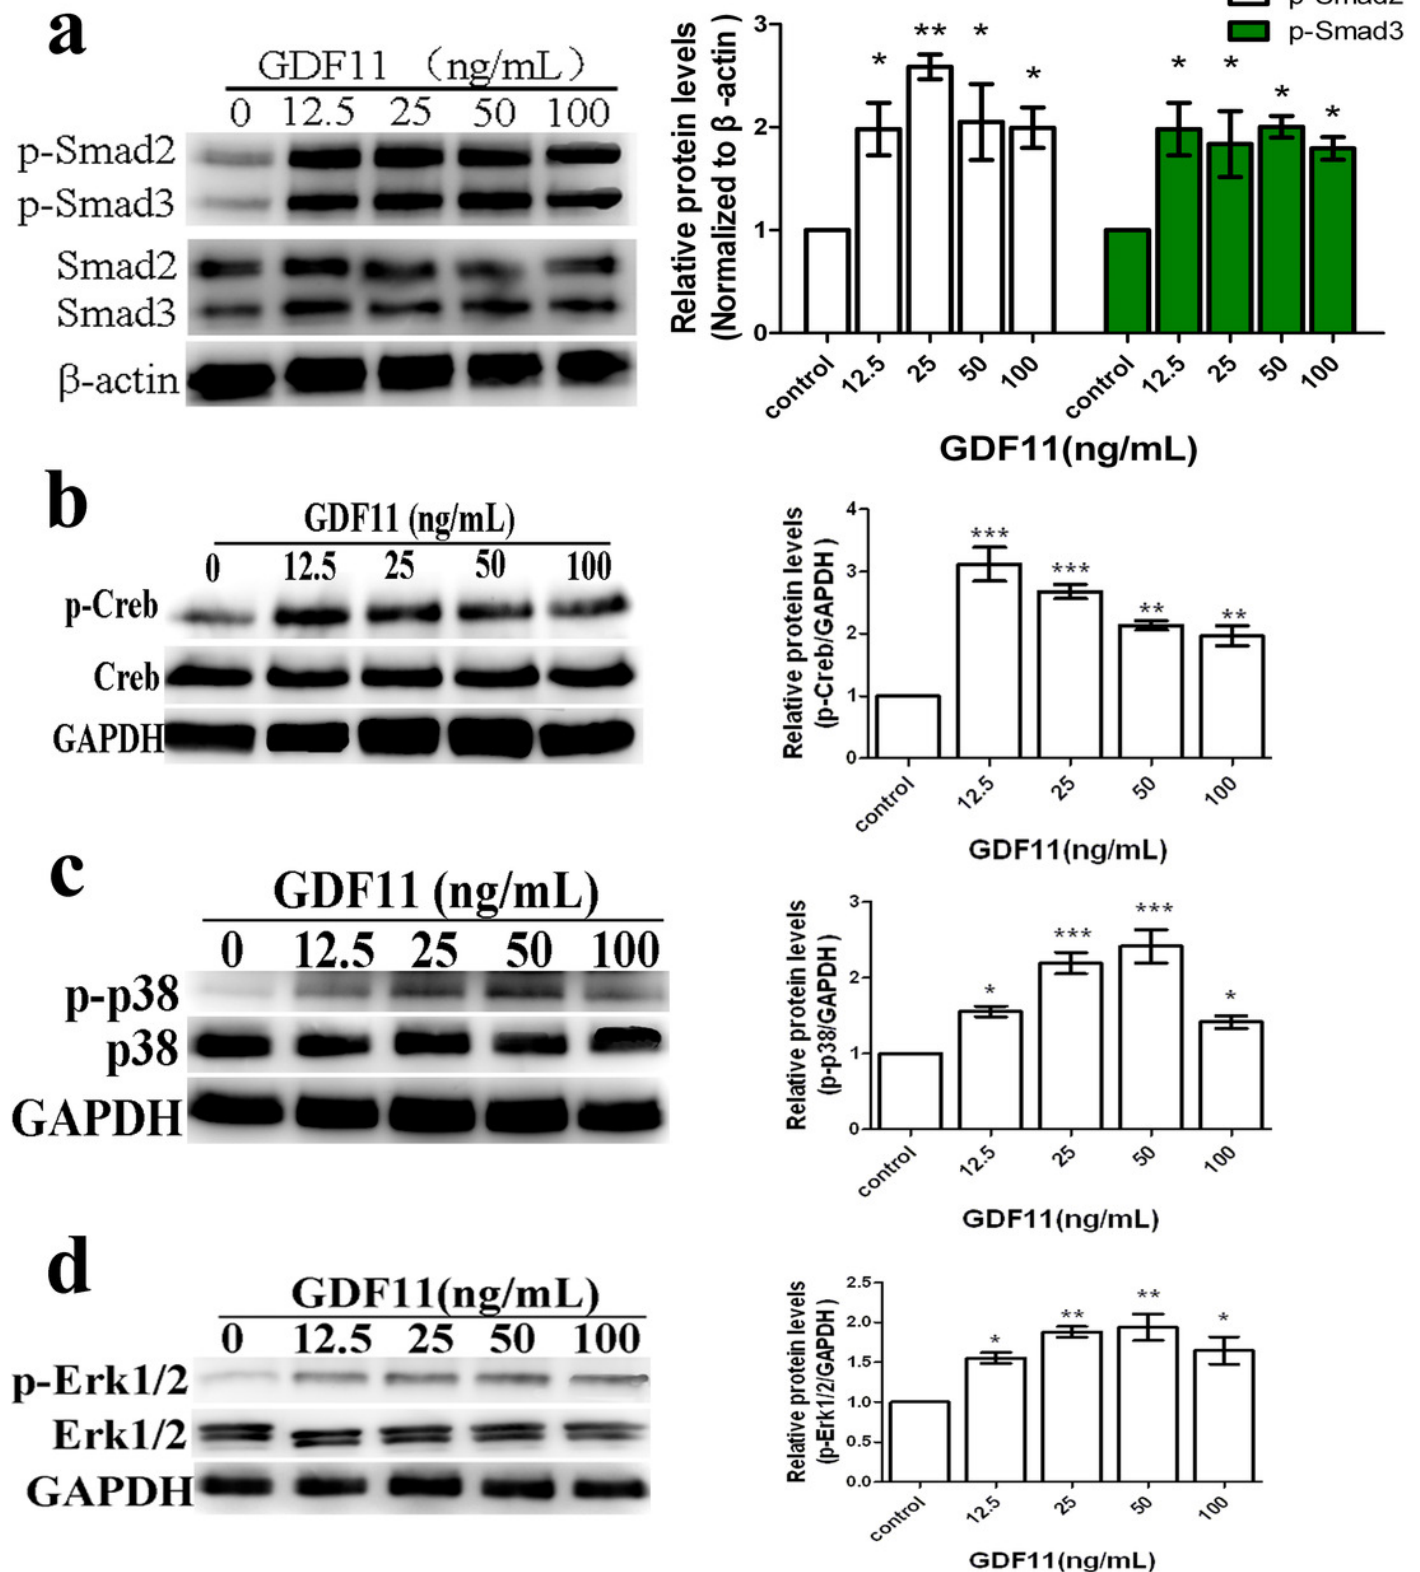 a
GDF11 （ng/mL）
0 12.5 25 50 100
p-Smad2
p-Smad3
Smad2
Smad3
β-actin
p-Smad2
p-Smad3
Relative protein levels
(Normalized to β -actin )
3
2
1
0
* ** * *
* * * *
control 12.5 25 50 100 control 12.5 25 50 100
GDF11(ng/mL)
b
GDF11 (ng/mL)
0 12.5 25 50 100
p-Creb
Creb
GAPDH
Relative protein levels
(p-Creb/GAPDH )
4
3
2
1
0
*** *** ** **
control 12.5 25 50 100
GDF11(ng/mL)
c
GDF11 (ng/mL)
0 12.5 25 50 100
p-p38
p38
GAPDH
Relative protein levels
(p-p38/GAPDH )
3
2
1
0
* *** *** *
control 12.5 25 50 100
GDF11(ng/mL)
d
GDF11(ng/mL)
0 12.5 25 50 100
p-Erk1/2
Erk1/2
GAPDH
Relative protein levels
(p-Erk1/2/GAPDH )
2.5
2.0
1.5
1.0
0.5
0.0
* ** ** *
control 12.5 25 50 100
GDF11(ng/mL)